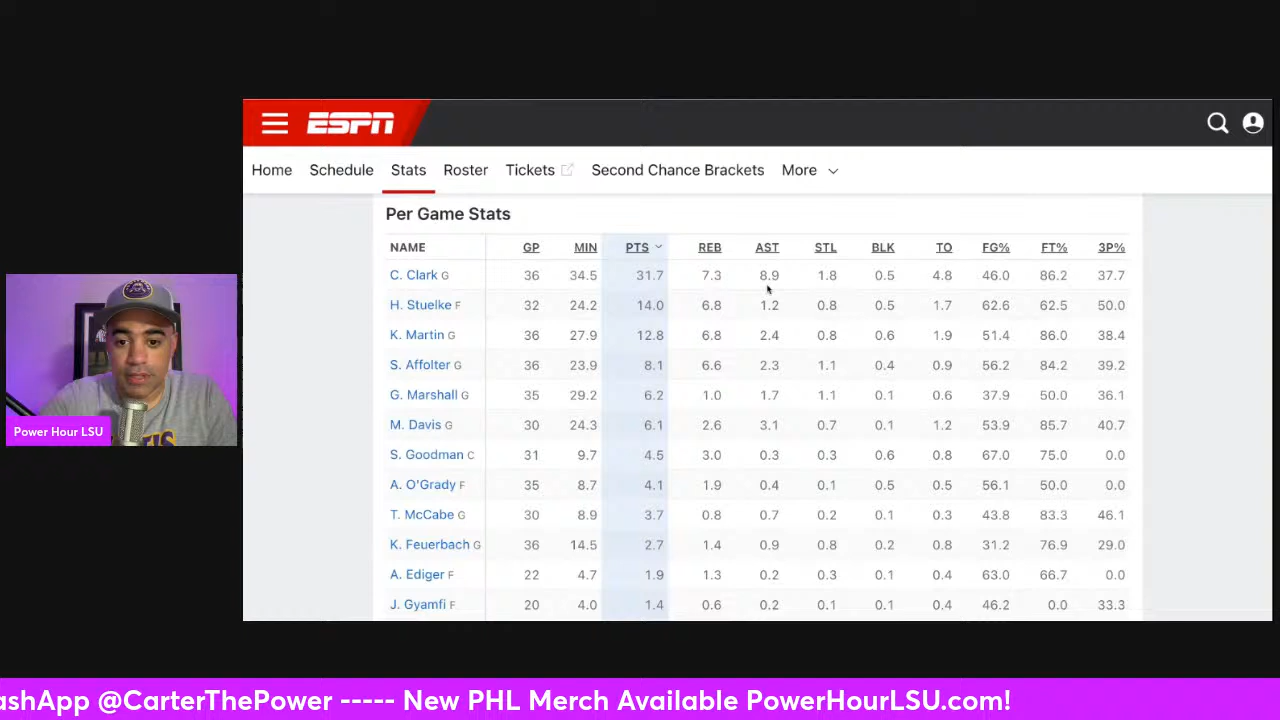 ESPN
Home Schedule Stats Roster Tickets Second Chance Brackets More
Per Game Stats
NAME GP MIN PTS REB AST STL BLK TO FG% FT% 3P%
C. Clark G 36 34.5 31.7 7.3 8.9 1.8 0.5 4.8 46.0 86.2 37.7
H. Stuelke F 32 24.2 14.0 6.8 1.2 0.8 0.5 1.7 62.6 62.5 50.0
K. Martin G 36 27.9 12.8 6.8 2.4 0.8 0.6 1.9 51.4 86.0 38.4
S. Affolter G 36 23.9 8.1 6.6 2.3 1.1 0.4 0.9 56.2 84.2 39.2
G. Marshall G 35 29.2 6.2 1.0 1.7 1.1 0.1 0.6 37.9 50.0 36.1
M. Davis G 30 24.3 6.1 2.6 3.1 0.7 0.1 1.2 53.9 85.7 40.7
S. Goodman C 31 9.7 4.5 3.0 0.3 0.3 0.6 0.8 67.0 75.0 0.0
A. O'Grady F 35 8.7 4.1 1.9 0.4 0.1 0.5 0.5 56.1 50.0 0.0
T. McCabe G 30 8.9 3.7 0.8 0.7 0.2 0.1 0.3 43.8 83.3 46.1
K. Feuerbach G 36 14.5 2.7 1.4 0.9 0.8 0.2 0.8 31.2 76.9 29.0
A. Ediger F 22 4.7 1.9 1.3 0.2 0.3 0.1 0.4 63.0 66.7 0.0
J. Gyamfi F 20 4.0 1.4 0.6 0.2 0.1 0.1 0.4 46.2 0.0 33.3
Power Hour LSU
ashApp @CarterThePower ----- New PHL Merch Available PowerHourLSU.com!